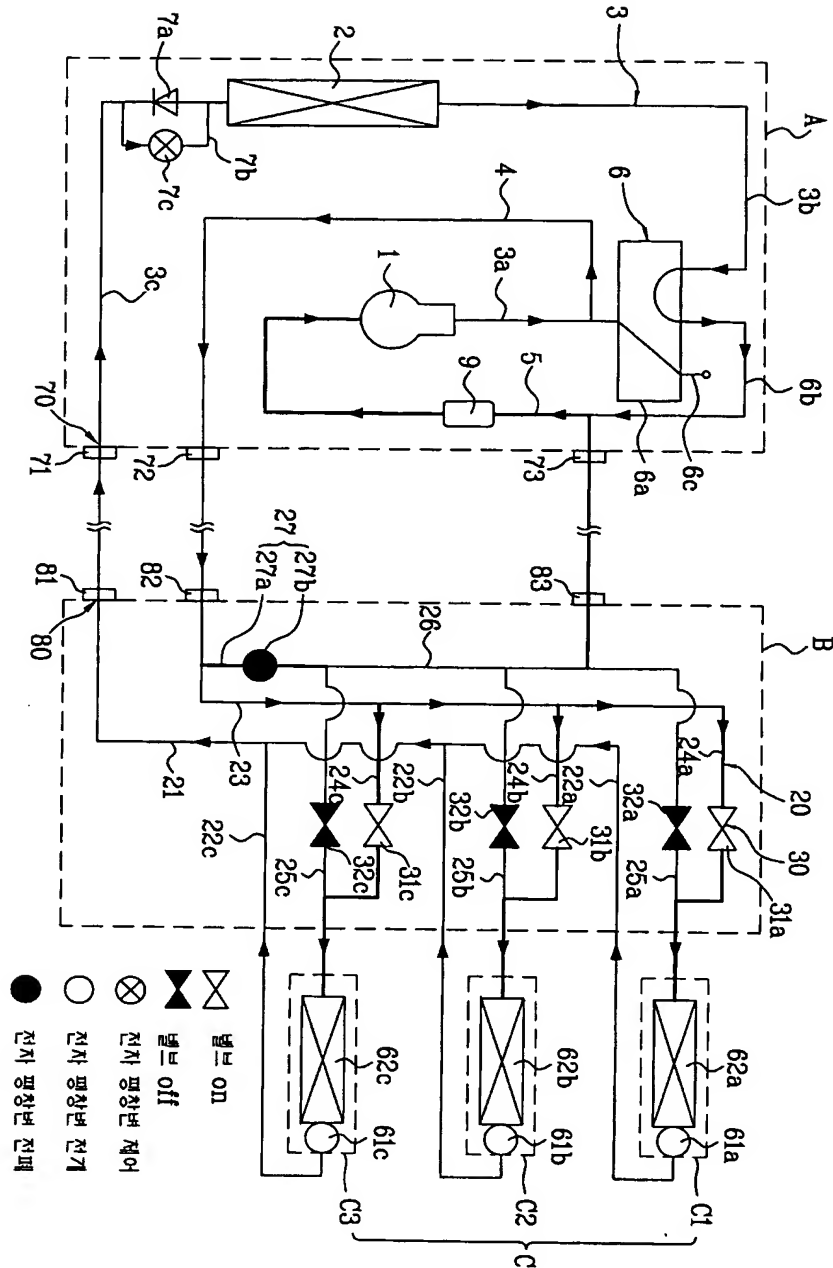 A
B
3b
6b
6c
20
30
31a
24a
32a
25a
62a
61a
C1
3
6
6a
73
83
22a
31b
24b
32b
25b
62b
61b
C2
C
4
3a
5
9
26
22b
31c
24c
32c
25c
62c
61c
C3
2
1
27
27b
27a
23
7a
7b
7c
72
82
21
22c
3c
70
71
81
80
밸브 on
밸브 off
전자 팽창변 제어
전자 팽창변 전개
전자 팽창변 전폐